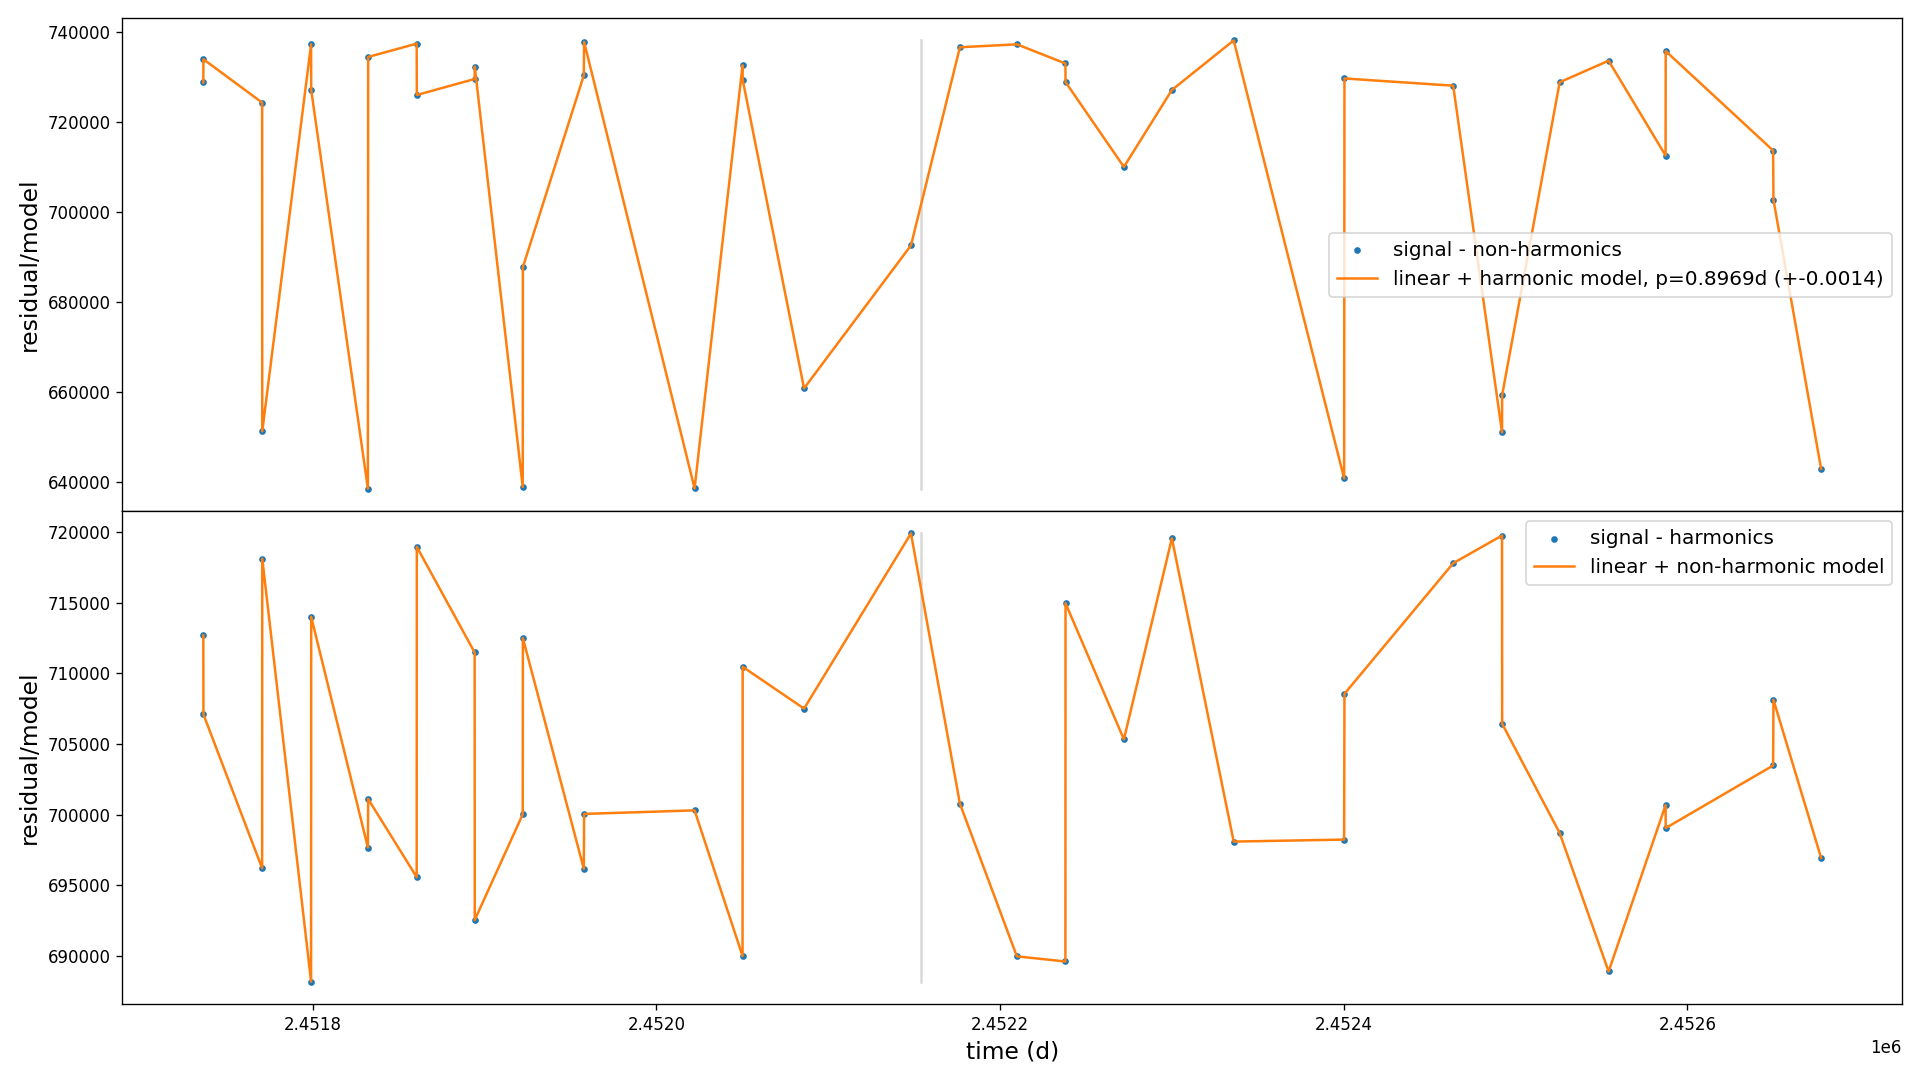 740000
720000
700000
680000
660000
640000
residual/model
signal - non-harmonics
linear + harmonic model, p=0.8969d (+-0.0014)
720000
715000
710000
705000
700000
695000
690000
residual/model
signal - harmonics
linear + non-harmonic model
2.4518
2.4520
2.4522
2.4524
2.4526
time (d)
1e6